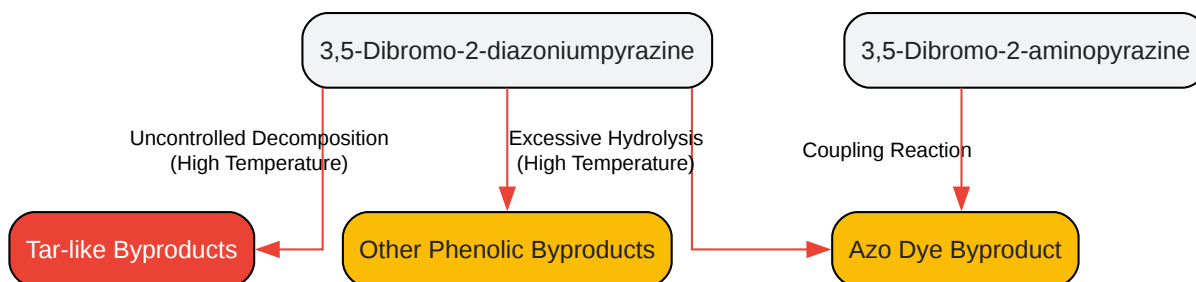 3,5-Dibromo-2-diazoniumpyrazine
3,5-Dibromo-2-aminopyrazine
Uncontrolled Decomposition
(High Temperature)
Excessive Hydrolysis
(High Temperature)
Coupling Reaction
Tar-like Byproducts
Other Phenolic Byproducts
Azo Dye Byproduct